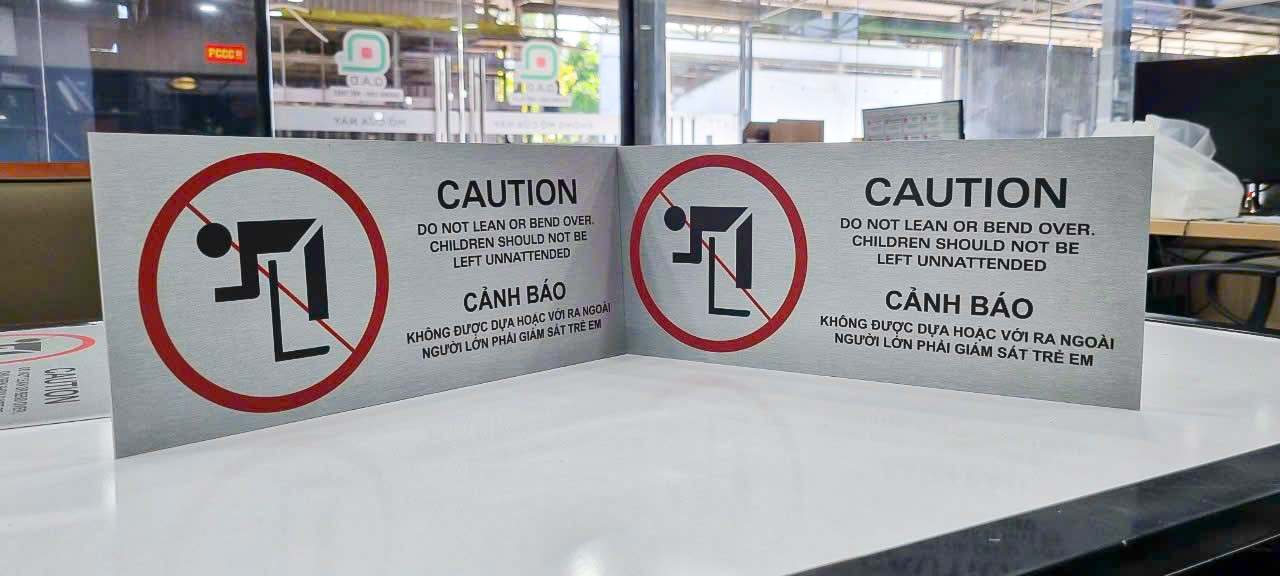 PCCC
O.A.D
CAUTION
DO NOT LEAN OR BEND OVER.
CHILDREN SHOULD NOT BE
LEFT UNNATTENDED
CẢNH BÁO
KHÔNG ĐƯỢC DỰA HOẠC VỚI RA NGOÀI
NGƯỜI LỚN PHẢI GIÁM SÁT TRẺ EM
CAUTION
DO NOT LEAN OR BEND OVER.
CHILDREN SHOULD NOT BE
LEFT UNNATTENDED
CẢNH BÁO
KHÔNG ĐƯỢC DỰA HOẠC VỚI RA NGOÀI
NGƯỜI LỚN PHẢI GIÁM SÁT TRẺ EM
CAUTION